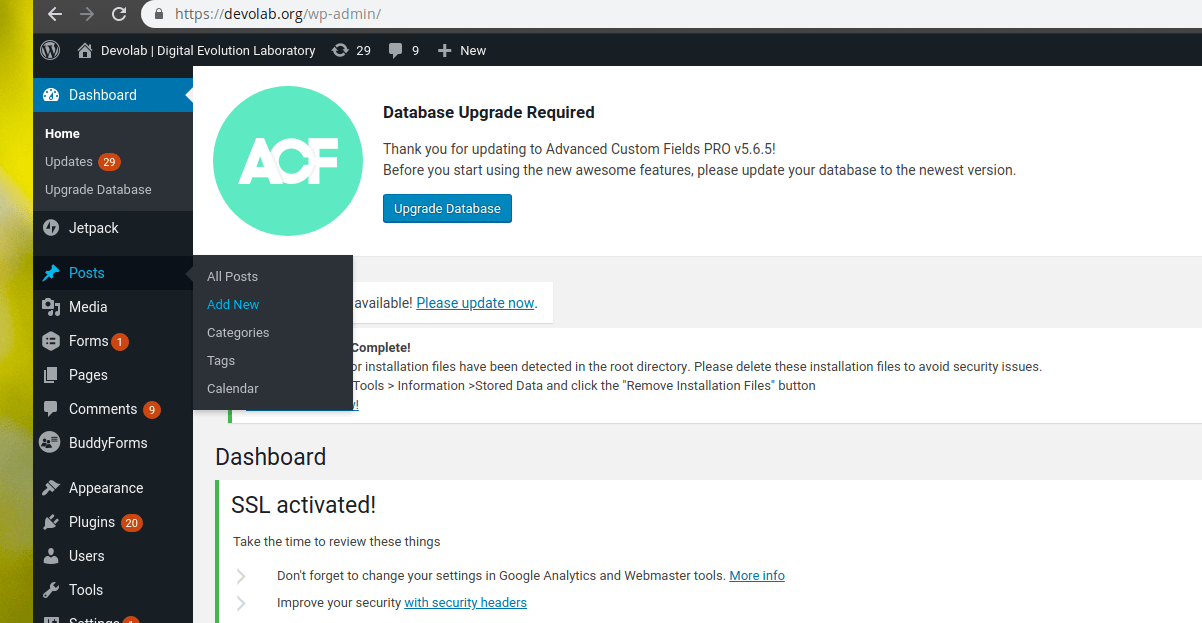 https://devolab.org/wp-admin/
Devolab | Digital Evolution Laboratory 29 9 New
Dashboard
Home
Updates 29
Upgrade Database
Jetpack
Posts
Media
Forms 1
Pages
Comments 9
BuddyForms
Appearance
Plugins 20
Users
Tools
Settings 1
All Posts
Add New
Categories
Tags
Calendar
ACF
Database Upgrade Required
Thank you for updating to Advanced Custom Fields PRO v5.6.5!
Before you start using the new awesome features, please update your database to the newest version.
Upgrade Database
available! Please update now.
Complete!
or installation files have been detected in the root directory. Please delete these installation files to avoid security issues.
Tools > Information >Stored Data and click the "Remove Installation Files" button
Dashboard
SSL activated!
Take the time to review these things
Don't forget to change your settings in Google Analytics and Webmaster tools. More info
Improve your security with security headers